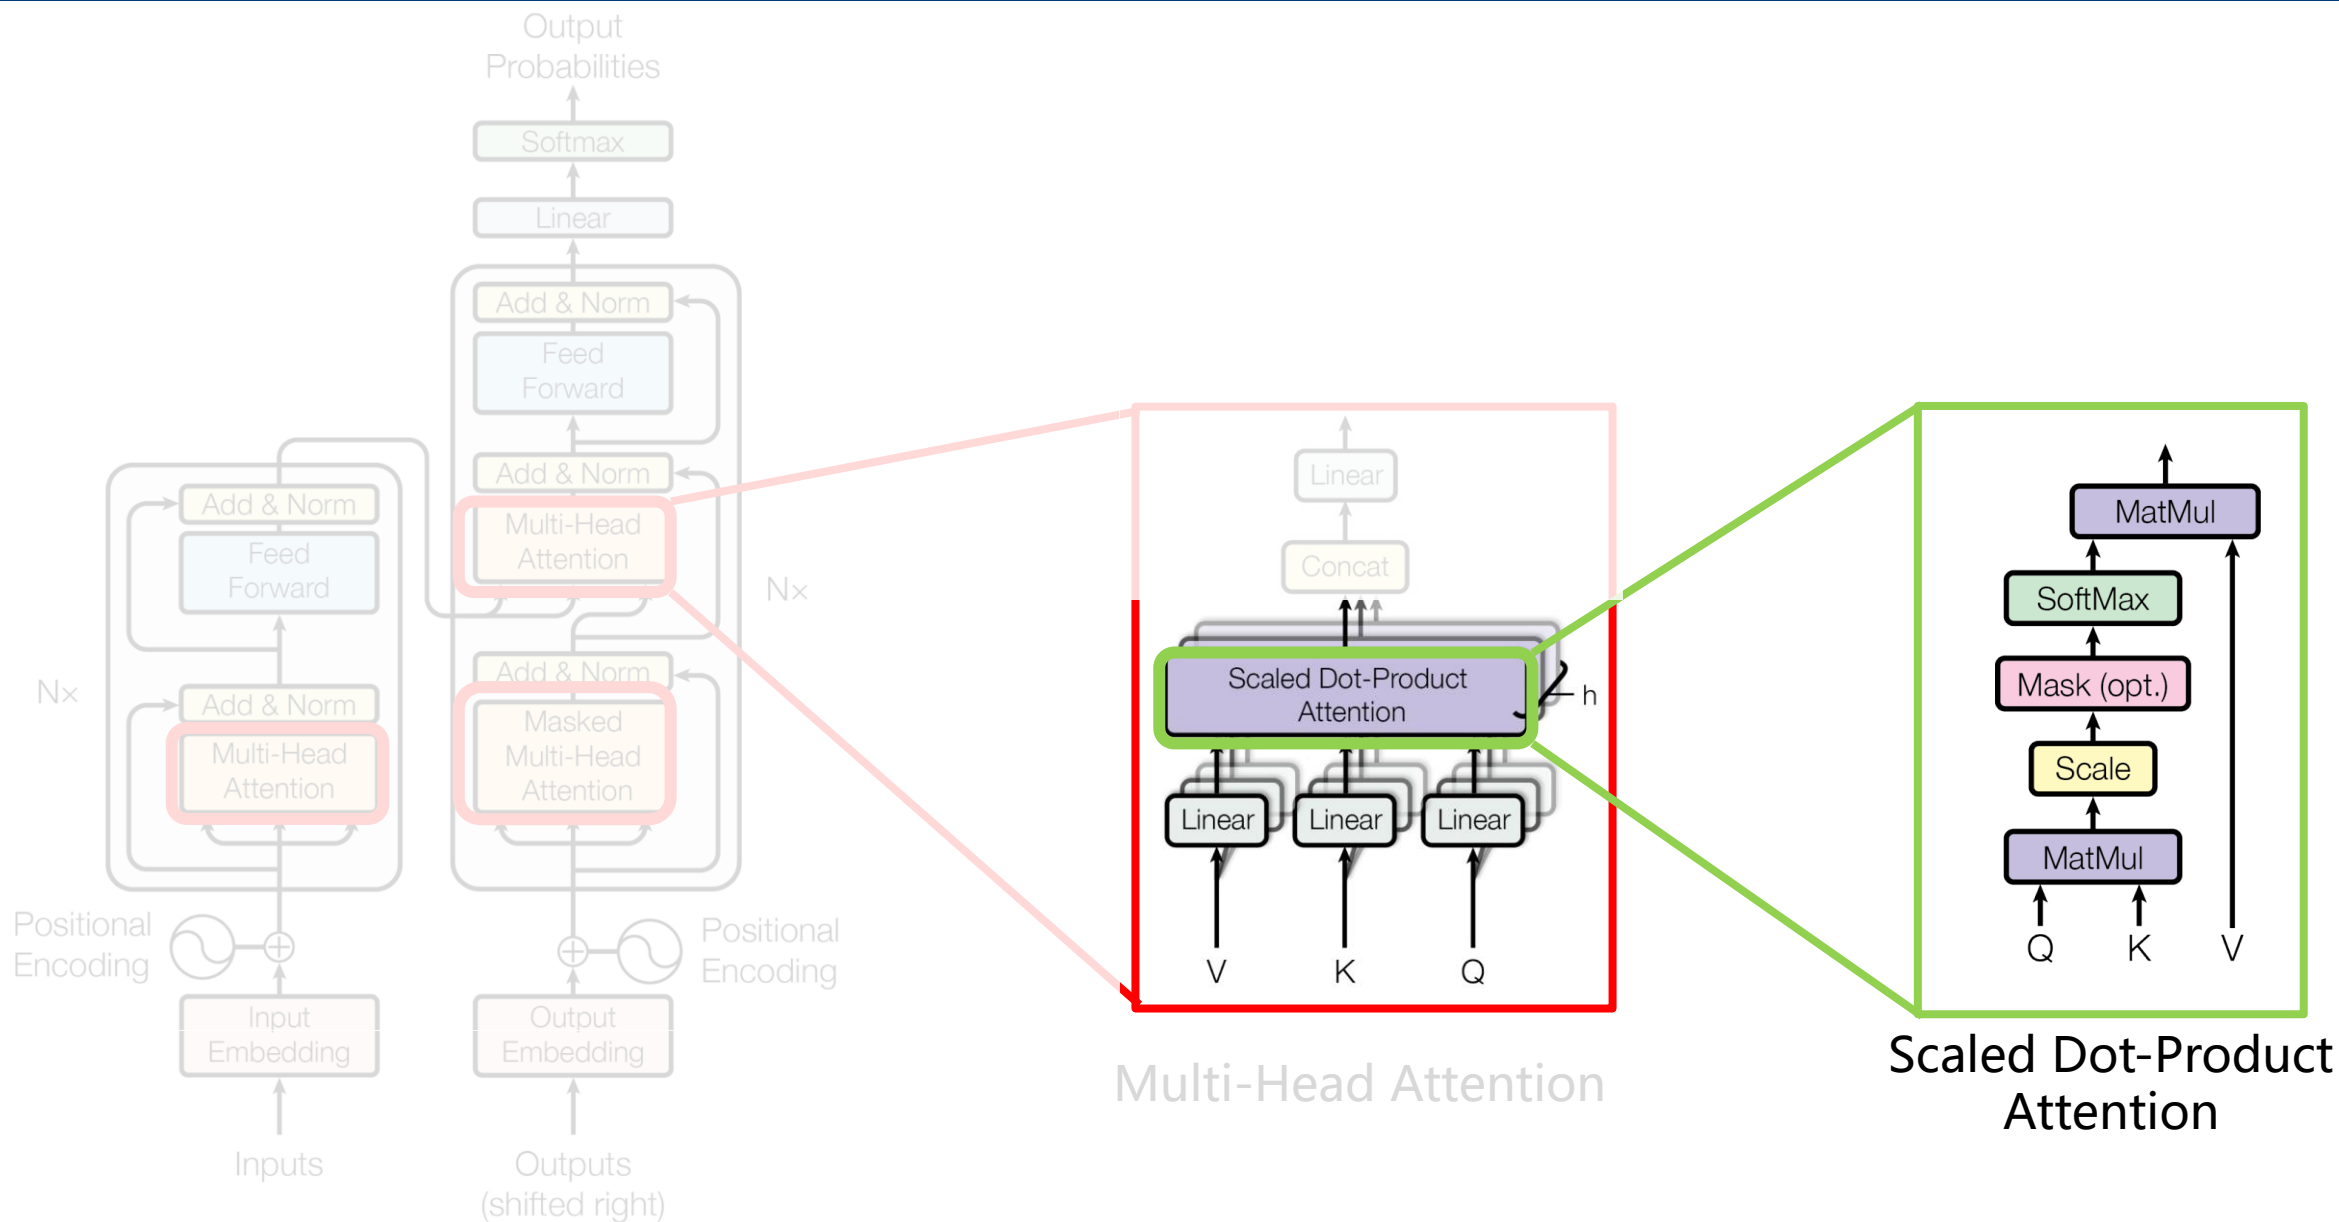 Output
Probabilities
Softmax
Linear
Add & Norm
Feed
Forward
Add & Norm
Multi-Head
Attention
Nx
Add & Norm
Masked
Multi-Head
Attention
Positional
Encoding
Output
Embedding
Outputs
(shifted right)
Add & Norm
Feed
Forward
Nx
Add & Norm
Multi-Head
Attention
Positional
Encoding
Input
Embedding
Inputs
Linear
Concat
Scaled Dot-Product
Attention
h
Linear Linear Linear
V K Q
Multi-Head Attention
MatMul
SoftMax
Mask (opt.)
Scale
MatMul
Q K V
Scaled Dot-Product
Attention